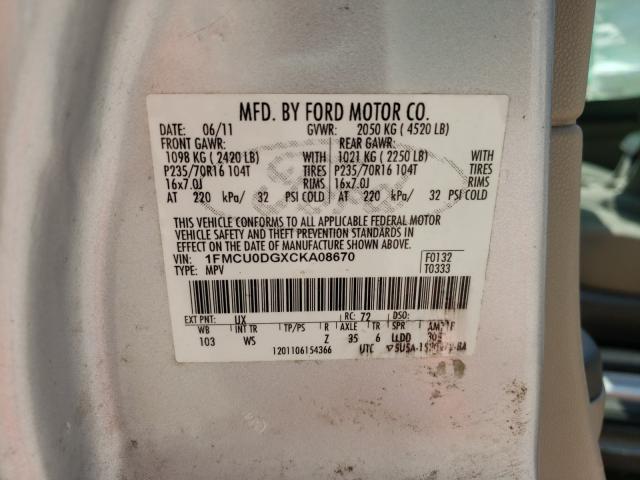 MFD. BY FORD MOTOR CO.
DATE: 06/11 GVWR: 2050 KG ( 4520 LB)
FRONT GAWR: REAR GAWR:
1098 KG ( 2420 LB) WITH 1021 KG ( 2250 LB) WITH
P235/70R16 104T TIRES P235/70R16 104T TIRES
16x7.0J RIMS 16x7.0J RIMS
AT 220 kPa/ 32 PSI COLD AT 220 kPa/ 32 PSI COLD
THIS VEHICLE CONFORMS TO ALL APPLICABLE FEDERAL MOTOR
VEHICLE SAFETY AND THEFT PREVENTION STANDARDS IN
EFFECT ON THE DATE OF MANUFACTURE SHOWN ABOVE.
VIN: 1FMCU0DGXCKA08670 F0132
TYPE: MPV T0333
EXT PNT: UX RC: 72 DSO:
WB INT TR TP/PS R AXLE TR SPR
103 WS Z 35 6 LLDD
1201106154366 UTC